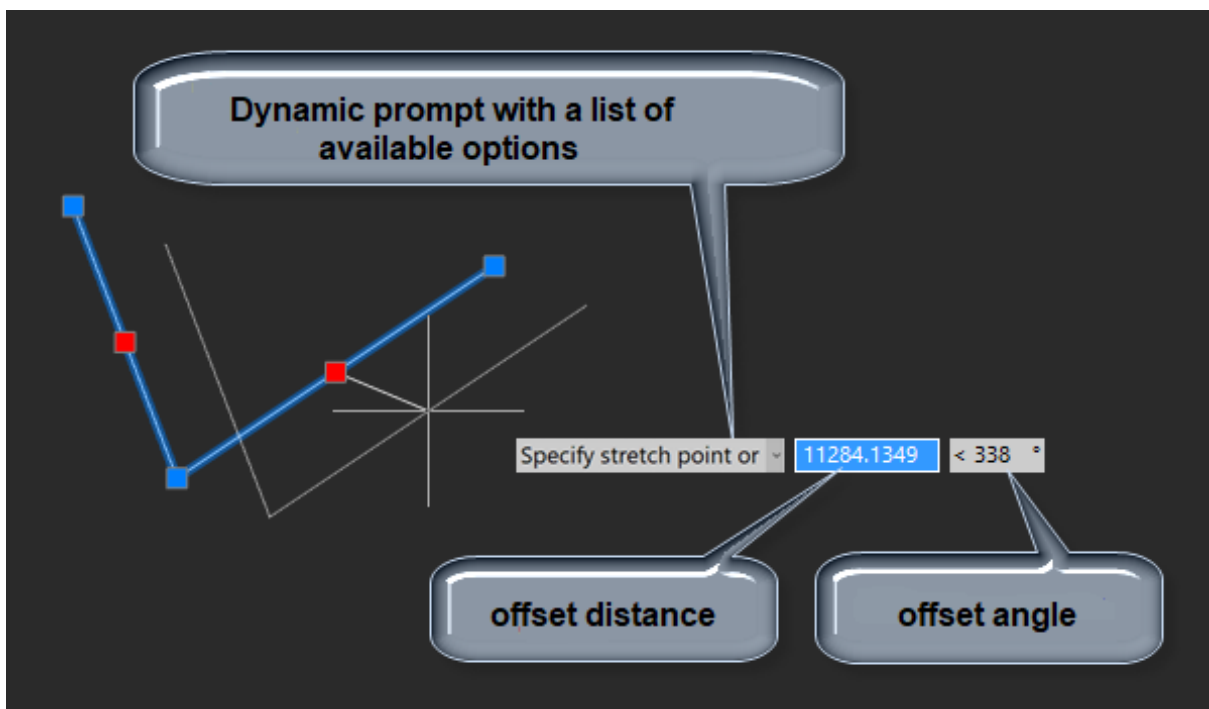 Dynamic prompt with a list of
available options
Specify stretch point or 11284.1349 < 338 °
offset distance
offset angle